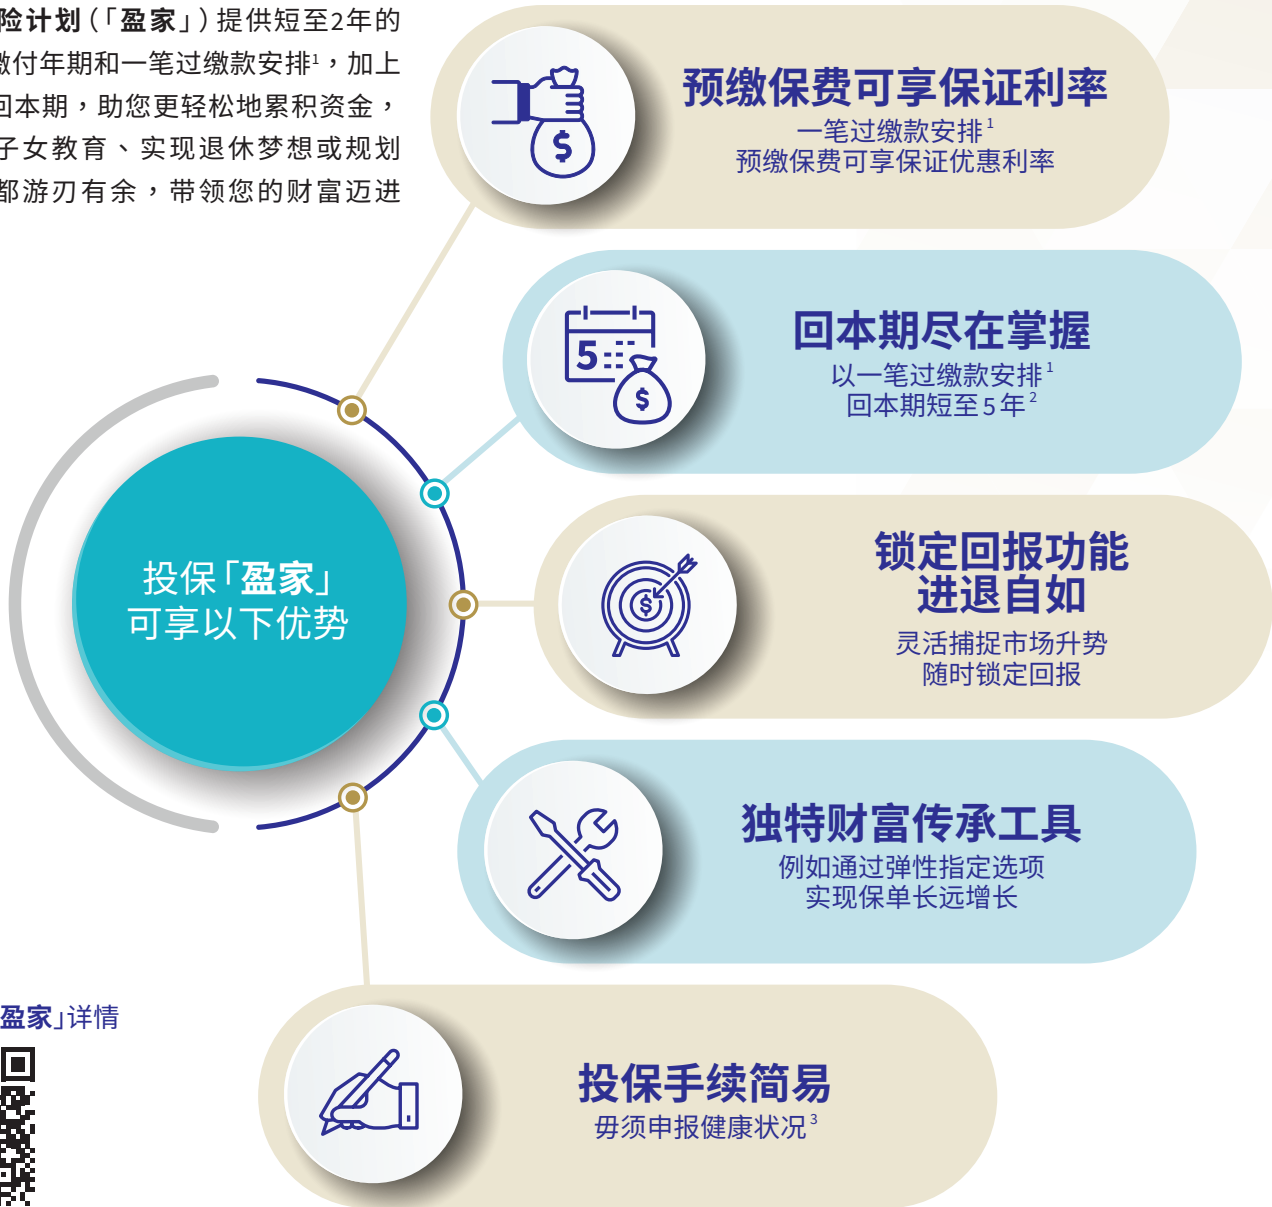 险计划（「盈家」）提供短至2年的
缴付年期和一笔过缴款安排1，加上
回本期，助您更轻松地累积资金，
子女教育、实现退休梦想或规划
都游刃有余，带领您的财富迈进
预缴保费可享保证利率
一笔过缴款安排1
预缴保费可享保证优惠利率
$
回本期尽在掌握
以一笔过缴款安排1
回本期短至5年2
5
$
投保「盈家」
可享以下优势
锁定回报功能
进退自如
灵活捕捉市场升势
随时锁定回报
$
独特财富传承工具
例如通过弹性指定选项
实现保单长远增长
盈家」详情
投保手续简易
毋须申报健康状况3